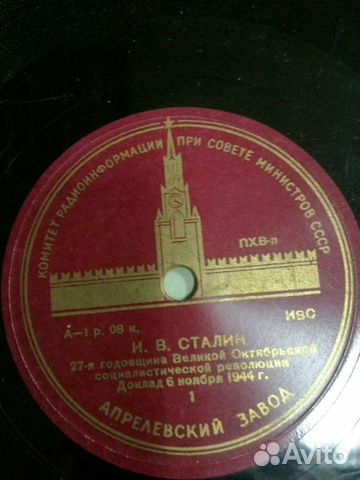 КОМИТЕТ РАДИОИНФОРМАЦИИ ПРИ СОВЕТЕ МИНИСТРОВ СССР
ПХВ-п
А-I р. 08 к.
ИВС
И. В. СТАЛИН
27-я годовщина Великой Октябрьской
социалистической революции
Доклад 6 ноября 1944 г.
1
АПРЕЛЕВСКИЙ ЗАВОД
Avito